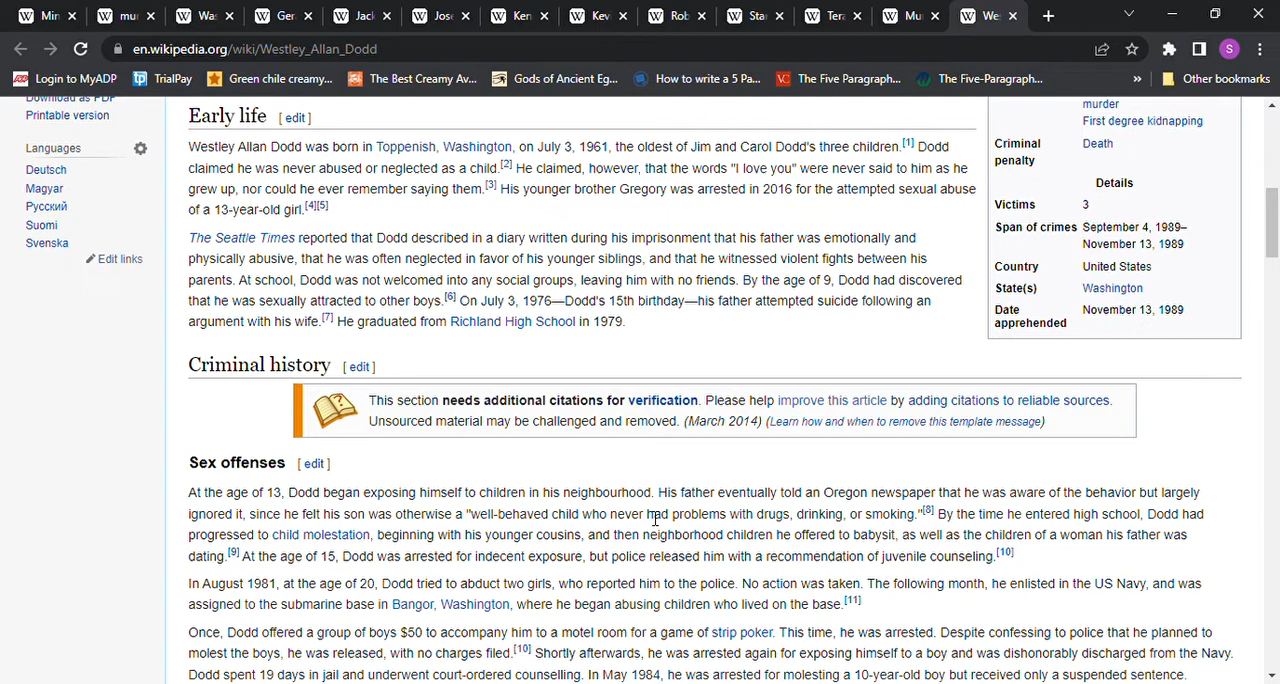 Min mu Wa Ger Jack Jose Ken Kev Rob Sta Tera Mu We
en.wikipedia.org/wiki/Westley_Allan_Dodd S
ADP Login to MyADP tp TrialPay Green chile creamy... The Best Creamy Av... Gods of Ancient Eg... How to write a 5 Pa... VC The Five Paragraph... The Five-Paragraph... » Other bookmarks
Download as PDF
Printable version
Languages
Deutsch
Magyar
Русский
Suomi
Svenska
Edit links
Early life [ edit ]
Westley Allan Dodd was born in Toppenish, Washington, on July 3, 1961, the oldest of Jim and Carol Dodd's three children.[1] Dodd
claimed he was never abused or neglected as a child.[2] He claimed, however, that the words "I love you" were never said to him as he
grew up, nor could he ever remember saying them.[3] His younger brother Gregory was arrested in 2016 for the attempted sexual abuse
of a 13-year-old girl.[4][5]
The Seattle Times reported that Dodd described in a diary written during his imprisonment that his father was emotionally and
physically abusive, that he was often neglected in favor of his younger siblings, and that he witnessed violent fights between his
parents. At school, Dodd was not welcomed into any social groups, leaving him with no friends. By the age of 9, Dodd had discovered
that he was sexually attracted to other boys.[6] On July 3, 1976—Dodd's 15th birthday—his father attempted suicide following an
argument with his wife.[7] He graduated from Richland High School in 1979.
murder
First degree kidnapping
Criminal penalty Death
Details
Victims 3
Span of crimes September 4, 1989–
November 13, 1989
Country United States
State(s) Washington
Date apprehended November 13, 1989
Criminal history [ edit ]
This section needs additional citations for verification. Please help improve this article by adding citations to reliable sources.
Unsourced material may be challenged and removed. (March 2014) (Learn how and when to remove this template message)
Sex offenses [ edit ]
At the age of 13, Dodd began exposing himself to children in his neighbourhood. His father eventually told an Oregon newspaper that he was aware of the behavior but largely
ignored it, since he felt his son was otherwise a "well-behaved child who never had problems with drugs, drinking, or smoking."[8] By the time he entered high school, Dodd had
progressed to child molestation, beginning with his younger cousins, and then neighborhood children he offered to babysit, as well as the children of a woman his father was
dating.[9] At the age of 15, Dodd was arrested for indecent exposure, but police released him with a recommendation of juvenile counseling.[10]
In August 1981, at the age of 20, Dodd tried to abduct two girls, who reported him to the police. No action was taken. The following month, he enlisted in the US Navy, and was
assigned to the submarine base in Bangor, Washington, where he began abusing children who lived on the base.[11]
Once, Dodd offered a group of boys $50 to accompany him to a motel room for a game of strip poker. This time, he was arrested. Despite confessing to police that he planned to
molest the boys, he was released, with no charges filed.[10] Shortly afterwards, he was arrested again for exposing himself to a boy and was dishonorably discharged from the Navy.
Dodd spent 19 days in jail and underwent court-ordered counselling. In May 1984, he was arrested for molesting a 10-year-old boy but received only a suspended sentence.